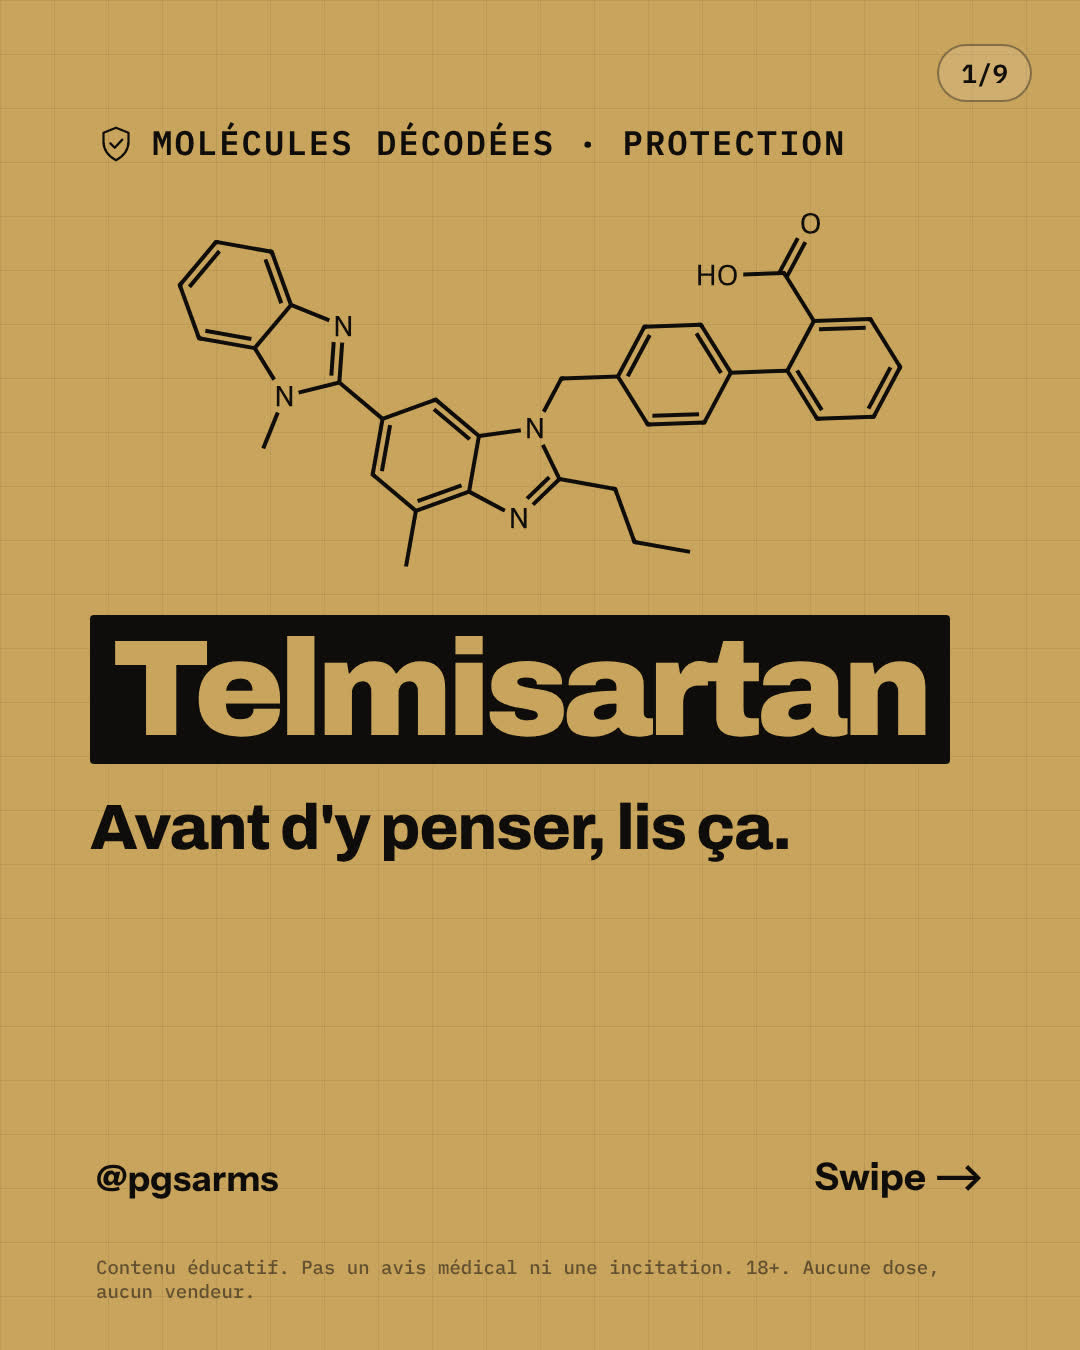 1/9
MOLÉCULES DÉCODÉES · PROTECTION
O
HO
N
N
N
N
Telmisartan
Avant d'y penser, lis ça.
@pgsarms
Swipe →
Contenu éducatif. Pas un avis médical ni une incitation. 18+. Aucune dose,
aucun vendeur.